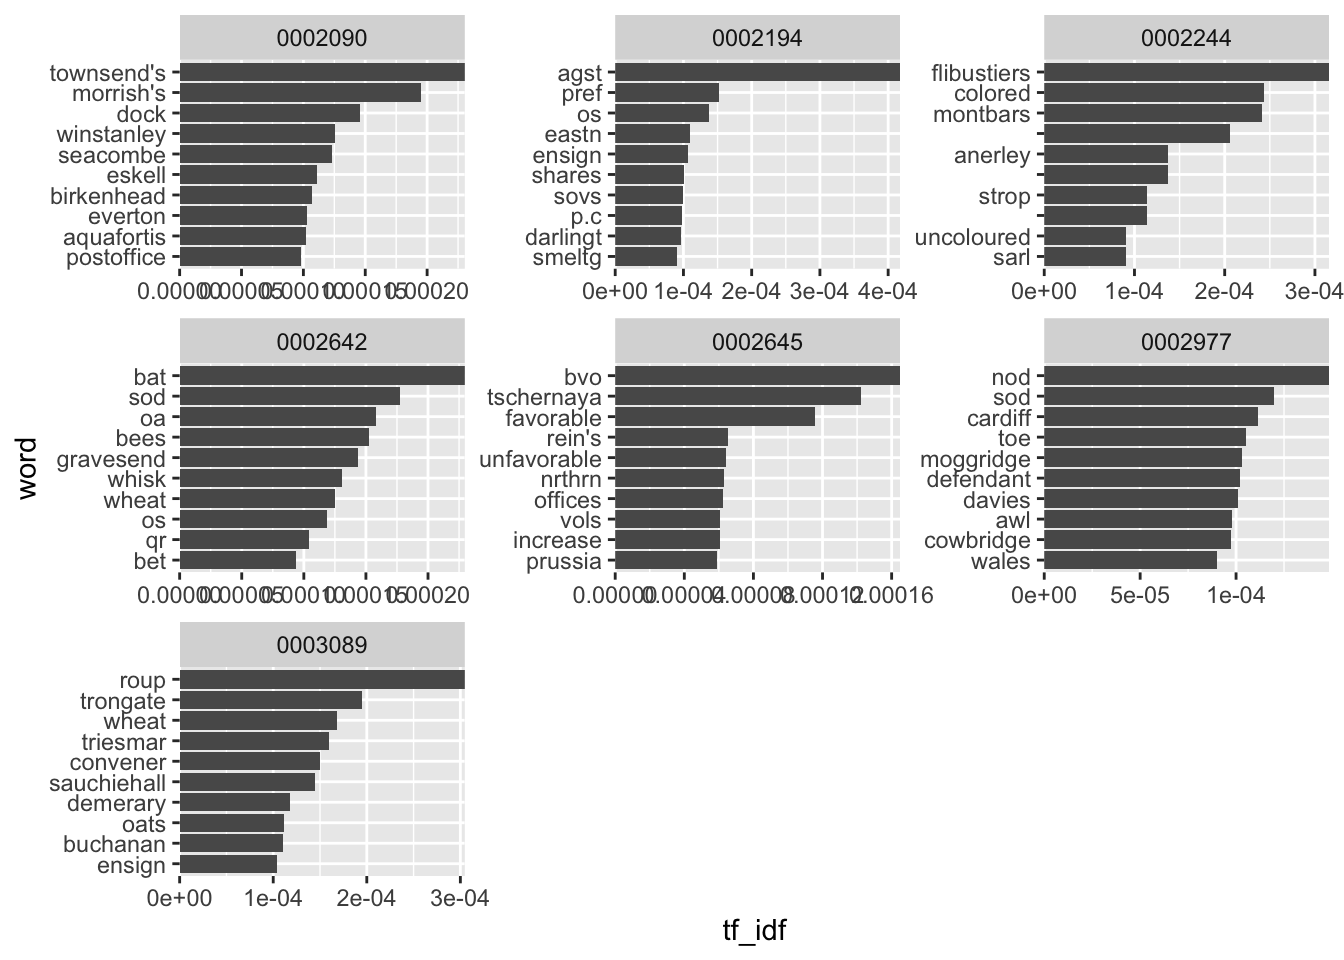 0002090
townsend's
morrish's
dock
winstanley
seacombe
eskell
birkenhead
everton
aquafortis
postoffice
0.00000 0.00005 0.00010 0.00015 0.00020
0002194
agst
pref
os
eastn
ensign
shares
sovs
p.c
darlingt
smeltg
0e+00 1e-04 2e-04 3e-04 4e-04
0002244
flibustiers
colored
montbars
anerley
strop
uncoloured
sarl
0e+00 1e-04 2e-04 3e-04
word
0002642
bat
sod
oa
bees
gravesend
whisk
wheat
os
qr
bet
0.00000 0.00005 0.00010 0.00015 0.00020
0002645
bvo
tschernaya
favorable
rein's
unfavorable
nrthrn
offices
vols
increase
prussia
0.00000 0.00004 0.00008 0.00012 0.00016
0002977
nod
sod
cardiff
toe
moggridge
defendant
davies
awl
cowbridge
wales
0e+00 5e-05 1e-04
0003089
roup
trongate
wheat
triesmar
convener
sauchiehall
demerary
oats
buchanan
ensign
0e+00 1e-04 2e-04 3e-04
tf_idf